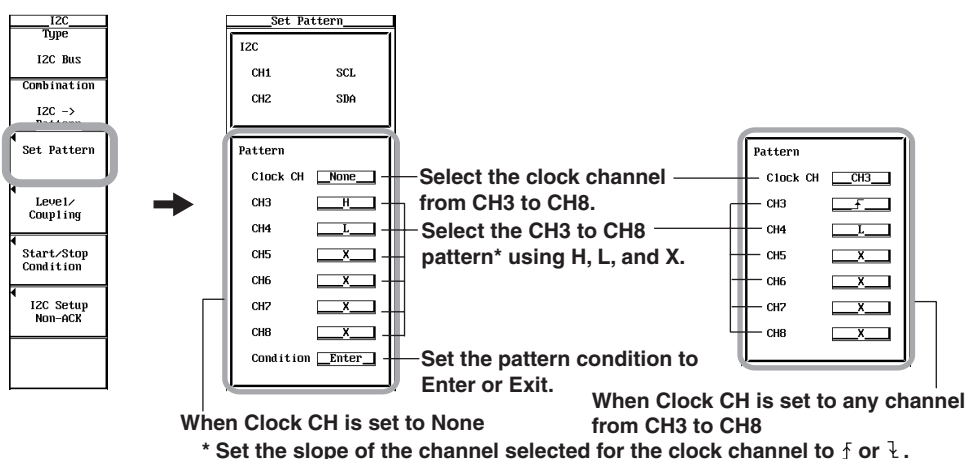 I2C
Type
I2C Bus
Combination
I2C ->
Pattern
Set Pattern
Level/
Coupling
Start/Stop
Condition
I2C Setup
Non-ACK
Set Pattern
I2C
CH1 SCL
CH2 SDA
Pattern
Clock CH None
CH3 H
CH4 L
CH5 X
CH6 X
CH7 X
CH8 X
Condition Enter
Select the clock channel
from CH3 to CH8.
Select the CH3 to CH8
pattern* using H, L, and X.
Set the pattern condition to
Enter or Exit.
Pattern
Clock CH CH3
CH3 ƒ
CH4 L
CH5 X
CH6 X
CH7 X
CH8 X
When Clock CH is set to None
When Clock CH is set to any channel
from CH3 to CH8
* Set the slope of the channel selected for the clock channel to or .